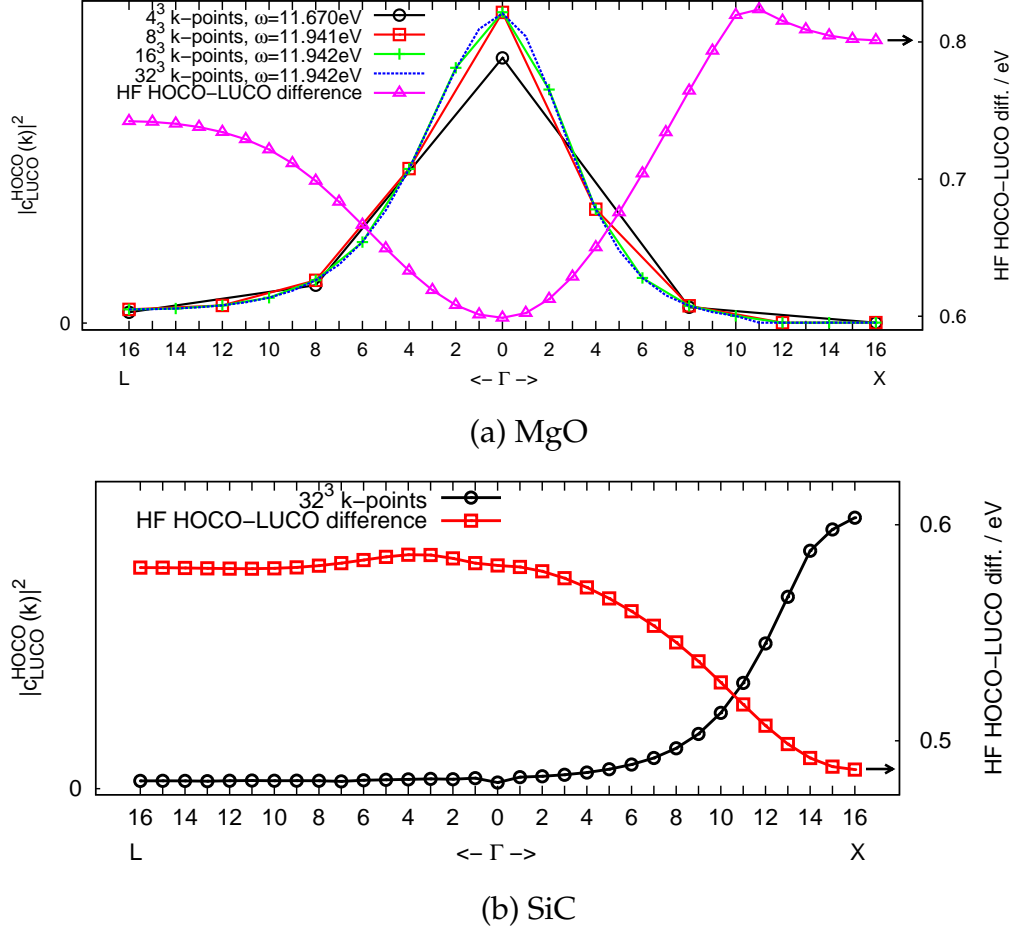 4³ k−points, ω=11.670eV
8³ k−points, ω=11.941eV
16³ k−points, ω=11.942eV
32³ k−points, ω=11.942eV
HF HOCO−LUCO difference
|c_LUCO^HOCO(k)|²
0
0.8
0.7
0.6
HF HOCO−LUCO diff. / eV
16 14 12 10 8 6 4 2 0 2 4 6 8 10 12 14 16
L <− Γ −> X
(a) MgO
32³ k−points
HF HOCO−LUCO difference
|c_LUCO^HOCO(k)|²
0
0.6
0.5
HF HOCO−LUCO diff. / eV
16 14 12 10 8 6 4 2 0 2 4 6 8 10 12 14 16
L <− Γ −> X
(b) SiC